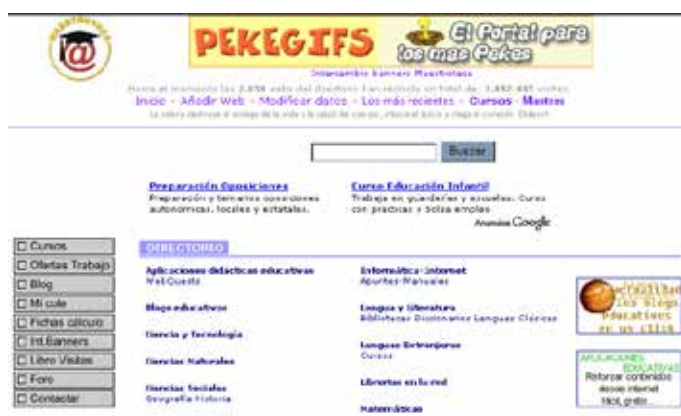 PEKEGIFS
El Portal para
los mas Pekes
Intercambio banners Maestroteca
Inicio - Añadir Web - Modificar datos - Los más recientes - Cursos - Masters
Buscar
Preparación Oposiciones
Preparación y temarios oposiciones
autonómicas, locales y estatales.
Curso Educación Infantil
Trabaja en guarderías y escuelas. Curso
con prácticas y bolsa empleo
Anuncios Google
Cursos
Ofertas Trabajo
Blog
Mi cole
Fichas cálculo
Int.Banners
Libro Visitas
Foro
Contactar
DIRECTORIO
Aplicaciones didácticas educativas
WebQuests
Blogs educativos
Ciencia y Tecnología
Ciencias Naturales
Ciencias Sociales
Geografía Historia
Informática-Internet
Apuntes-Manuales
Lengua y literatura
Bibliotecas Diccionarios Lenguas Clásicas
Lenguas Extranjeras
Cursos
Librerías en la red
Matemáticas
Actualidad
los Blogs
Educativos
en un click
APLICACIONES
EDUCATIVAS
Reforzar contenidos
desde internet
fácil, gratis...